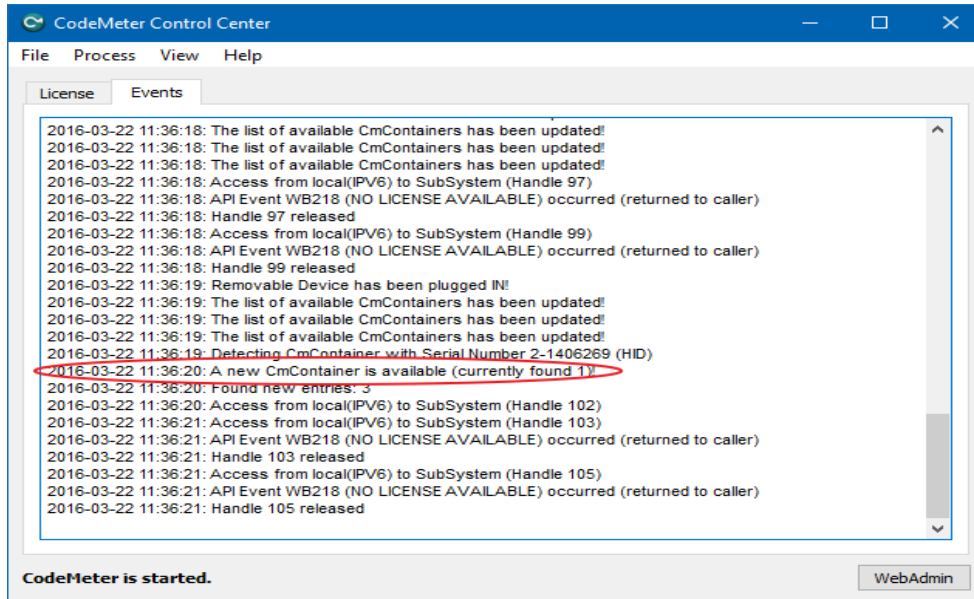 CodeMeter Control Center
File Process View Help
License Events
2016-03-22 11:36:18: The list of available CmContainers has been updated!
2016-03-22 11:36:18: The list of available CmContainers has been updated!
2016-03-22 11:36:18: The list of available CmContainers has been updated!
2016-03-22 11:36:18: Access from local(IPV6) to SubSystem (Handle 97)
2016-03-22 11:36:18: API Event WB218 (NO LICENSE AVAILABLE) occurred (returned to caller)
2016-03-22 11:36:18: Handle 97 released
2016-03-22 11:36:18: Access from local(IPV6) to SubSystem (Handle 99)
2016-03-22 11:36:18: API Event WB218 (NO LICENSE AVAILABLE) occurred (returned to caller)
2016-03-22 11:36:18: Handle 99 released
2016-03-22 11:36:19: Removable Device has been plugged IN!
2016-03-22 11:36:19: The list of available CmContainers has been updated!
2016-03-22 11:36:19: The list of available CmContainers has been updated!
2016-03-22 11:36:19: The list of available CmContainers has been updated!
2016-03-22 11:36:19: Detecting CmContainer with Serial Number 2-1406269 (HID)
2016-03-22 11:36:20: A new CmContainer is available (currently found 1)!
2016-03-22 11:36:20: Found new entries: 3
2016-03-22 11:36:20: Access from local(IPV6) to SubSystem (Handle 102)
2016-03-22 11:36:21: Access from local(IPV6) to SubSystem (Handle 103)
2016-03-22 11:36:21: API Event WB218 (NO LICENSE AVAILABLE) occurred (returned to caller)
2016-03-22 11:36:21: Handle 103 released
2016-03-22 11:36:21: Access from local(IPV6) to SubSystem (Handle 105)
2016-03-22 11:36:21: API Event WB218 (NO LICENSE AVAILABLE) occurred (returned to caller)
2016-03-22 11:36:21: Handle 105 released
CodeMeter is started.
WebAdmin